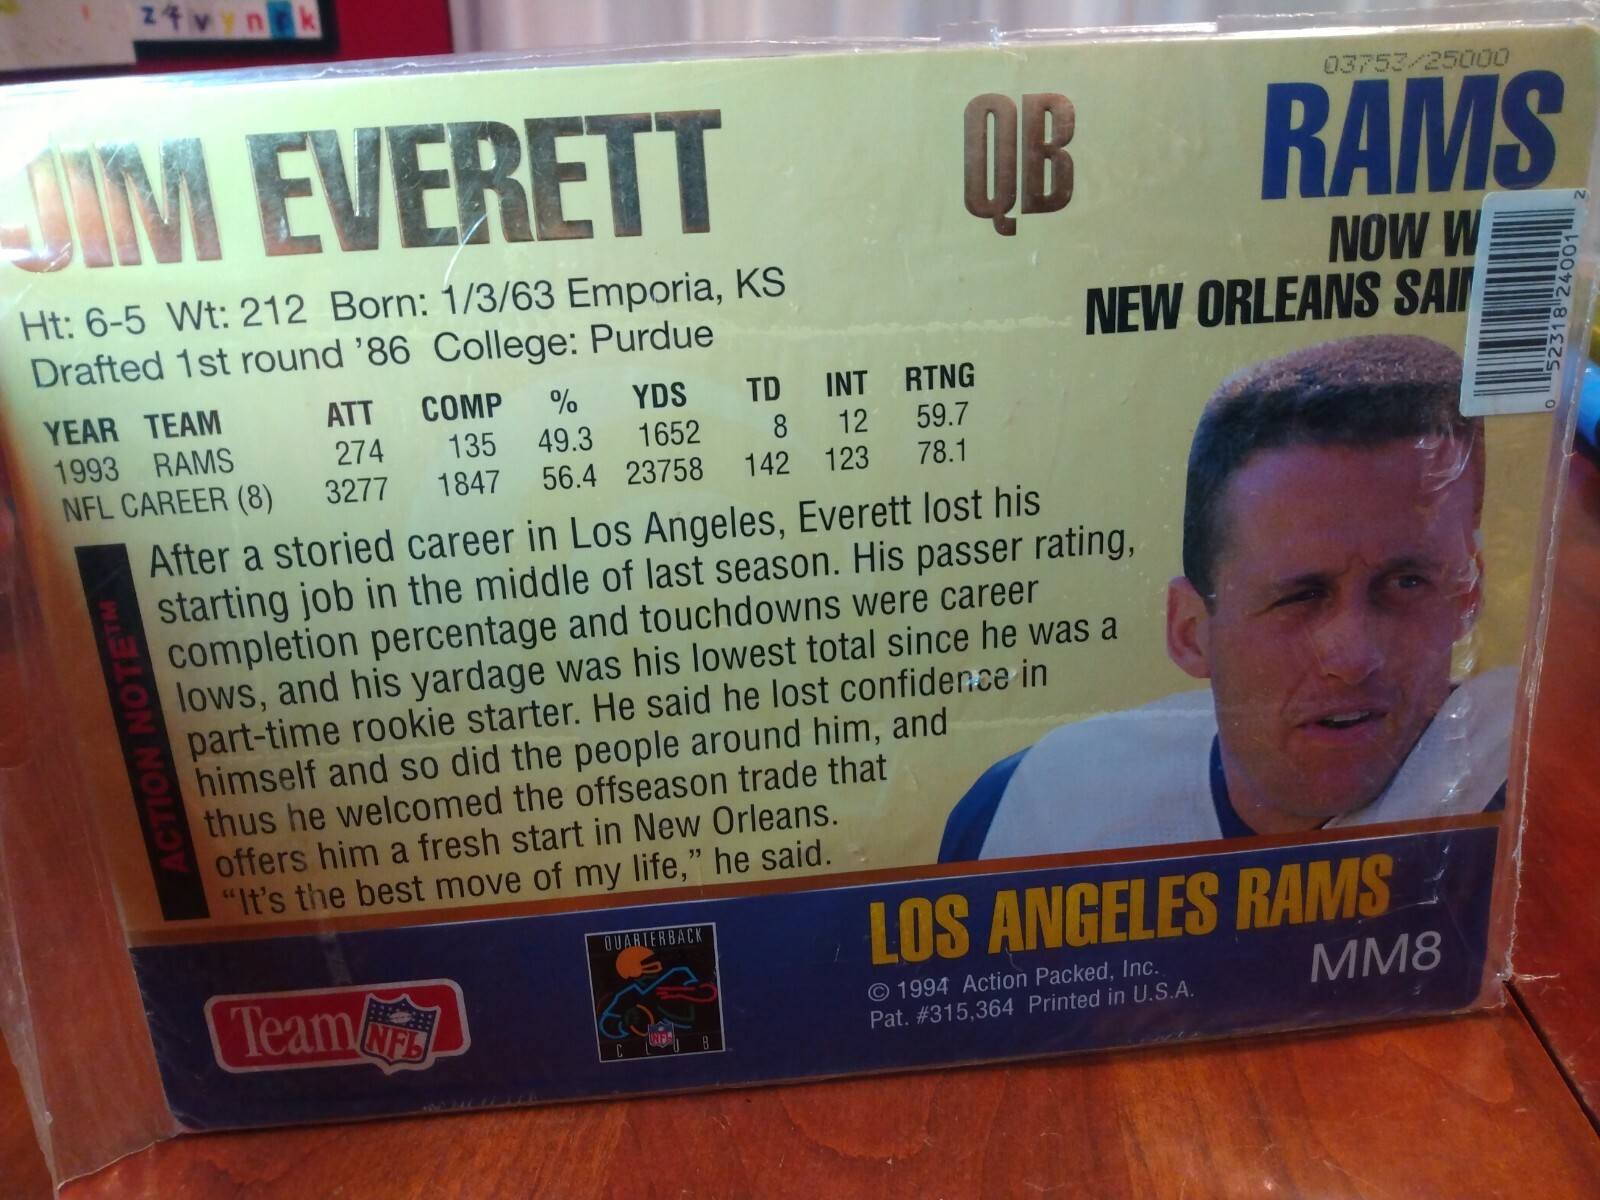 z4vynrk
03753/25000
JIM EVERETT QB RAMS
NOW W
NEW ORLEANS SAIN
Ht: 6-5 Wt: 212 Born: 1/3/63 Emporia, KS
Drafted 1st round ’86 College: Purdue
YEAR TEAM ATT COMP % YDS TD INT RTNG
1993 RAMS 274 135 49.3 1652 8 12 59.7
NFL CAREER (8) 3277 1847 56.4 23758 142 123 78.1
ACTION NOTE™
After a storied career in Los Angeles, Everett lost his
starting job in the middle of last season. His passer rating,
completion percentage and touchdowns were career
lows, and his yardage was his lowest total since he was a
part-time rookie starter. He said he lost confidence in
himself and so did the people around him, and
thus he welcomed the offseason trade that
offers him a fresh start in New Orleans.
“It’s the best move of my life,” he said.
0 52318 24001 2
Team NFL
QUARTERBACK
NFL
CLUB
LOS ANGELES RAMS
© 1994 Action Packed, Inc.
Pat. #315,364 Printed in U.S.A.
MM8